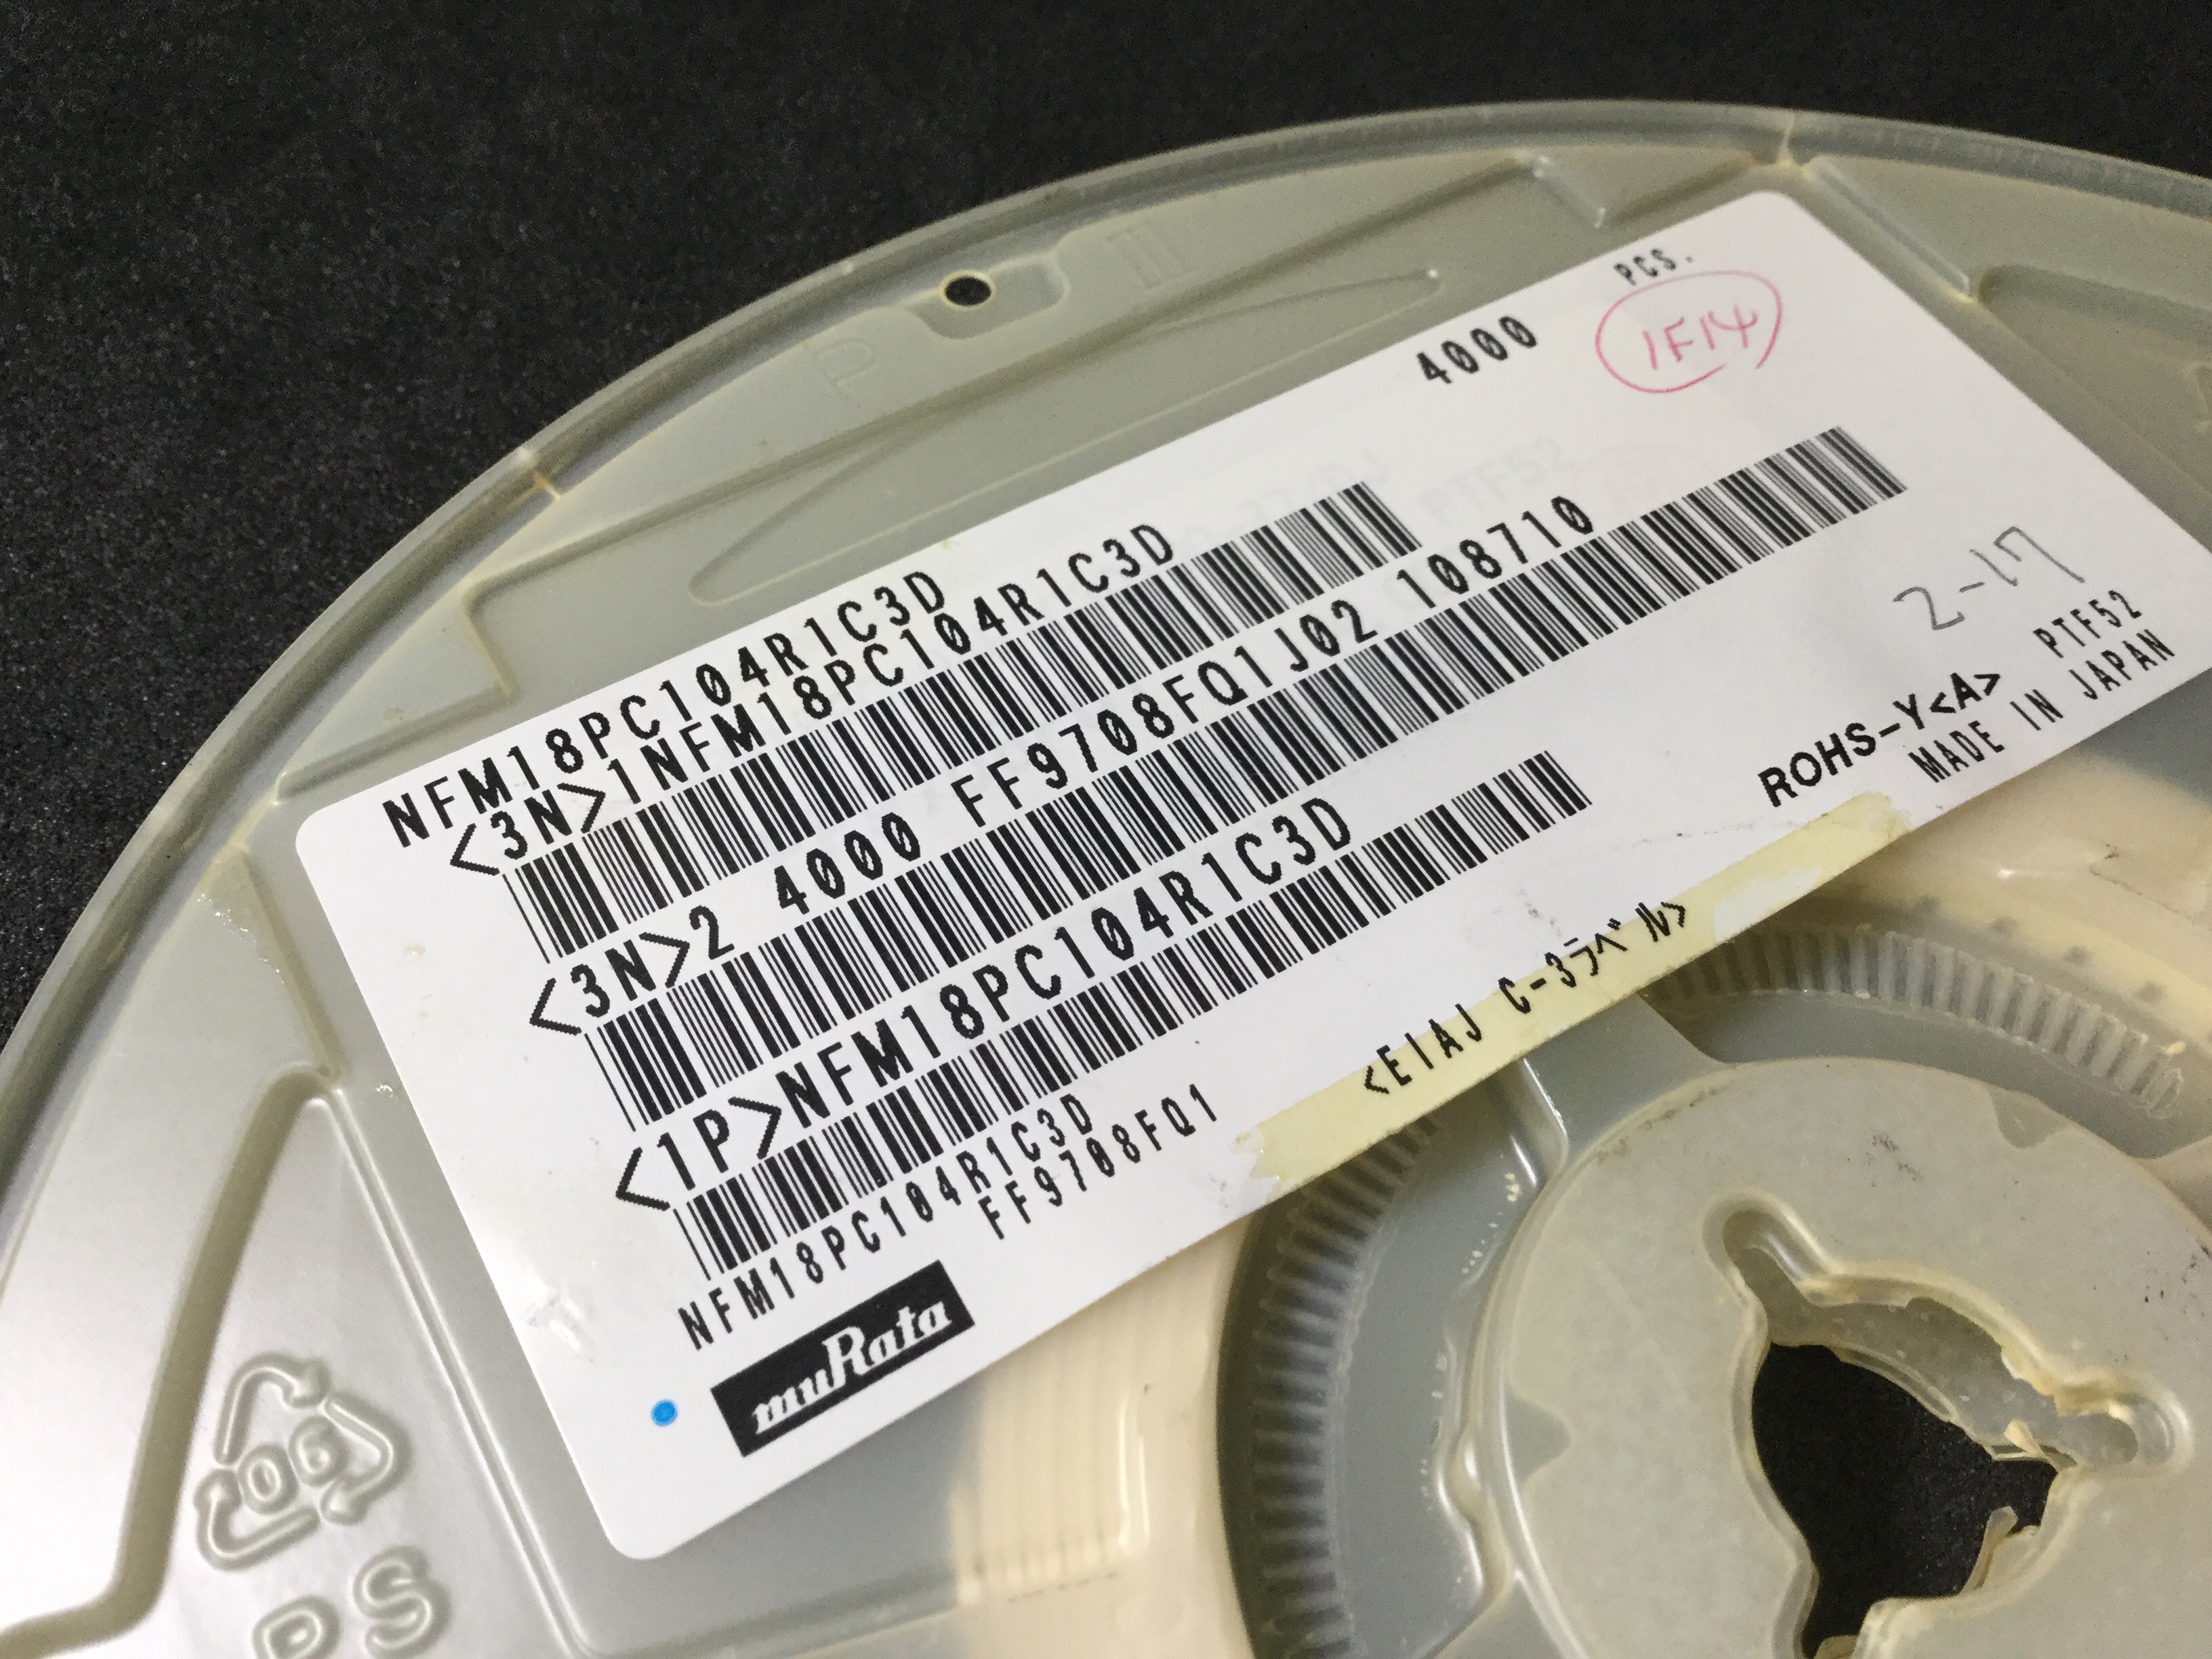 PCS.
4000
1F14
NFM18PC104R1C3D
<3N>1NFM18PC104R1C3D
<3N>2 4000 FF9708FQ1J02 108710
<1P>NFM18PC104R1C3D
NFM18PC104R1C3D
FF9708FQ1
2-17
PTF52
ROHS-Y<A>
MADE IN JAPAN
<EIAJ C-3ラベル>
muRata
06
PS